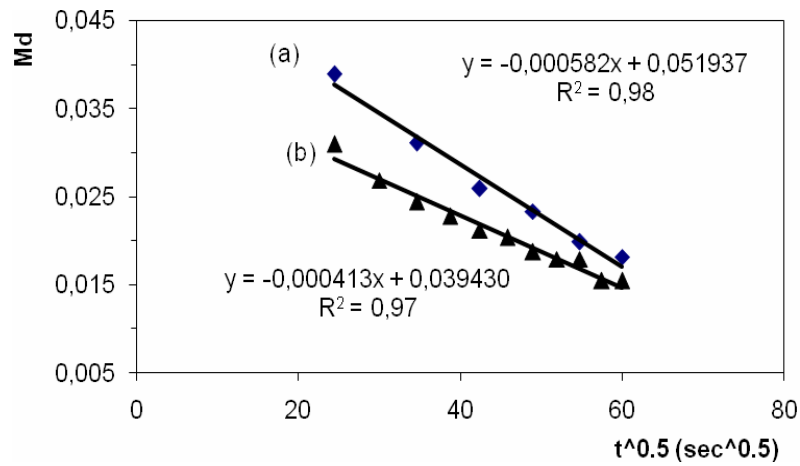 Md
0,045
0,035
0,025
0,015
0,005
(a)
y = -0,000582x + 0,051937
R² = 0,98
(b)
y = -0,000413x + 0,039430
R² = 0,97
0 20 40 60 80
t^0.5 (sec^0.5)